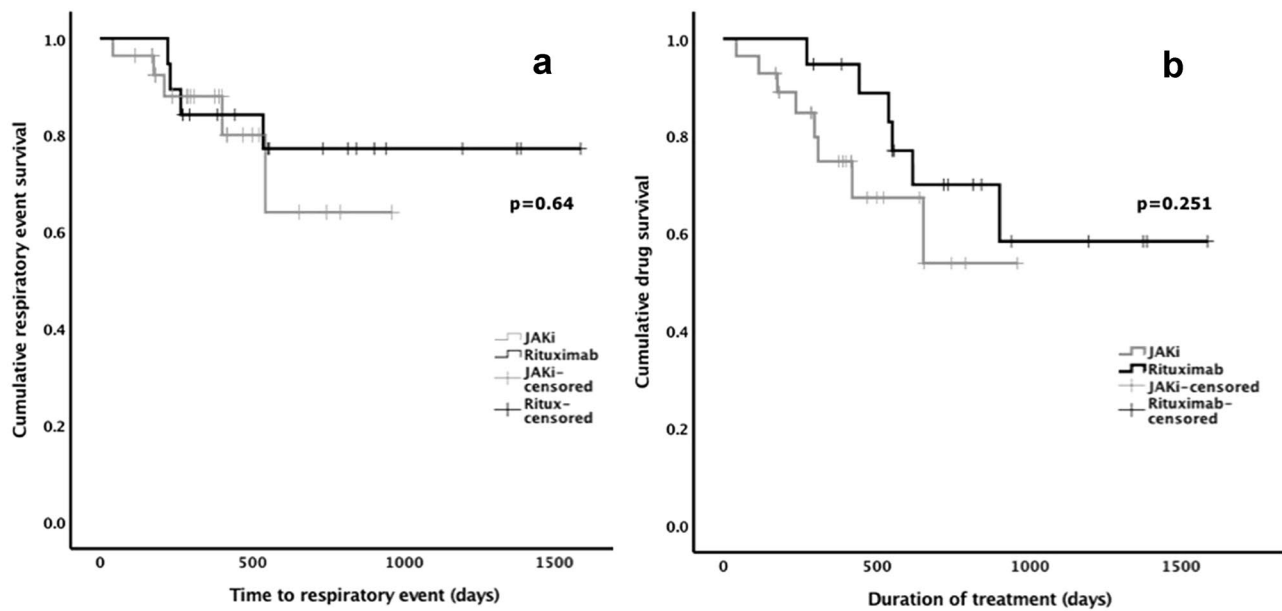 a
1.0
0.8
0.6
0.4
0.2
0.0
Cumulative respiratory event survival
p=0.64
JAKi
Rituximab
JAKi-
censored
Ritux-
censored
0 500 1000 1500
Time to respiratory event (days)
b
1.0
0.8
0.6
0.4
0.2
0.0
Cumulative drug survival
p=0.251
JAKi
Rituximab
JAKi-censored
Rituximab-
censored
0 500 1000 1500
Duration of treatment (days)